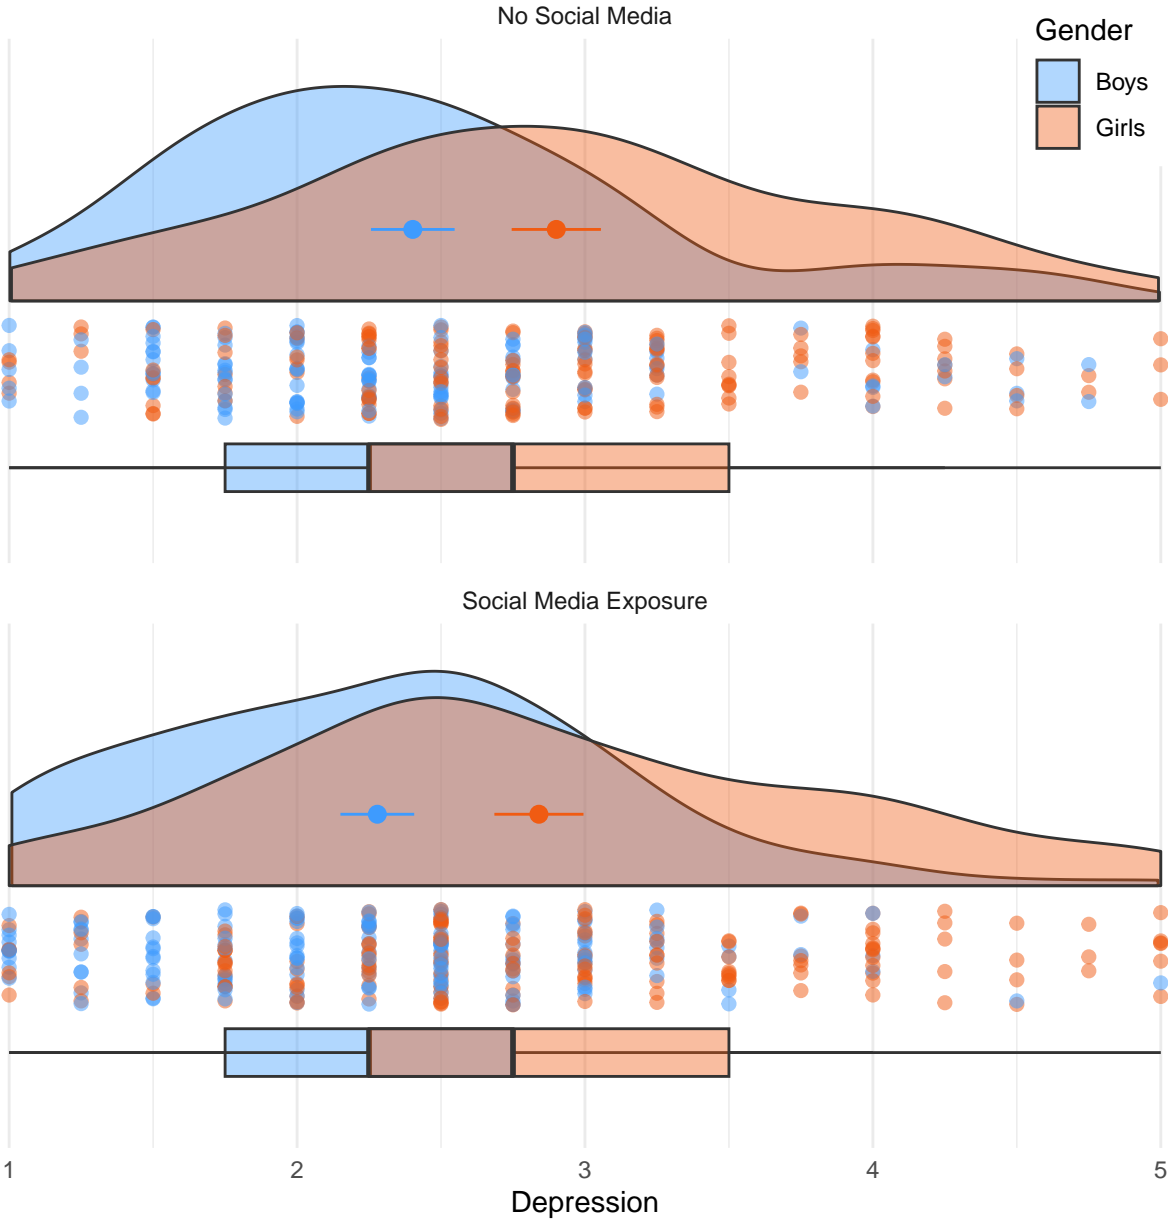 No Social Media
Gender
Boys
Girls
Social Media Exposure
1 2 3 4 5
Depression